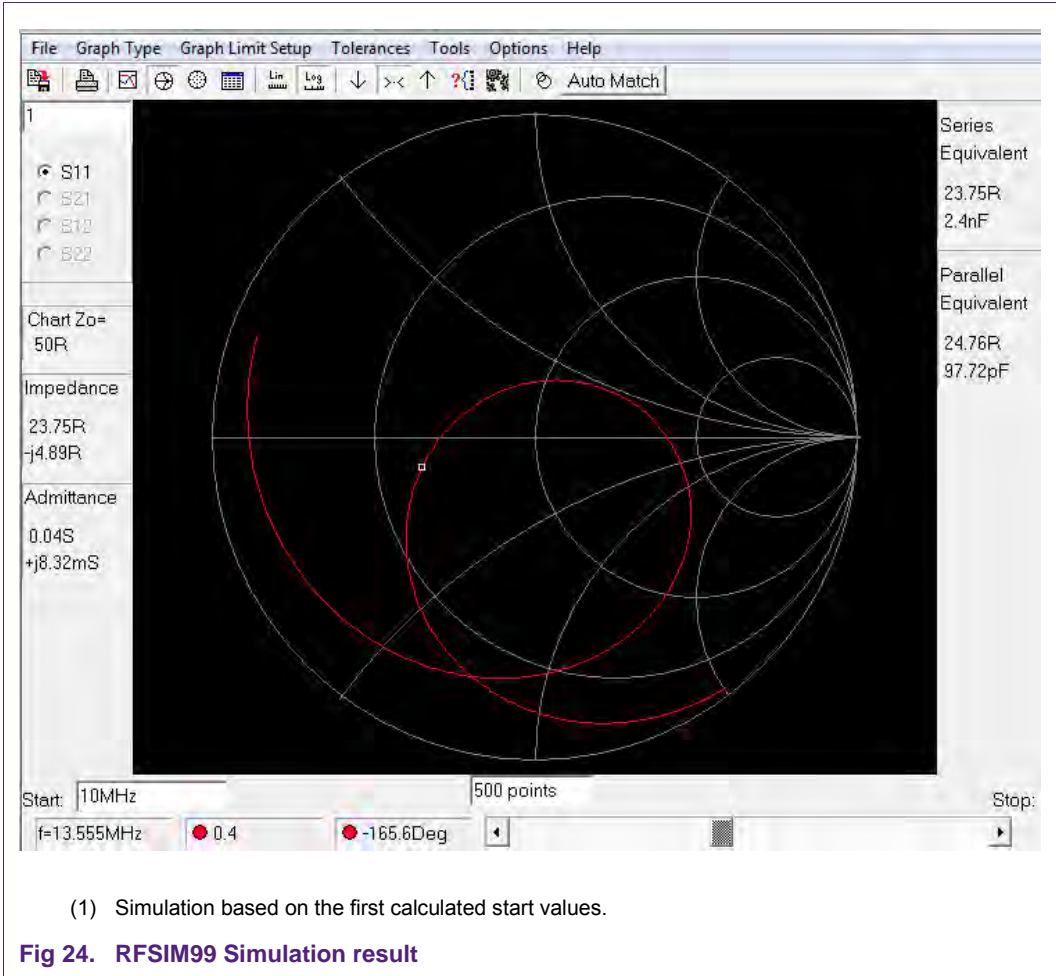 File Graph Type Graph Limit Setup Tolerances Tools Options Help
Lin Log ?{ Auto Match
1
S11
S21
S12
S22
Chart Zo=
50R
Impedance
23.75R
-j4.89R
Admittance
0.04S
+j8.32mS
Series
Equivalent
23.75R
2.4nF
Parallel
Equivalent
24.76R
97.72pF
Start: 10MHz 500 points Stop:
f=13.555MHz 0.4 -165.6Deg
(1) Simulation based on the first calculated start values.
Fig 24. RFSIM99 Simulation result